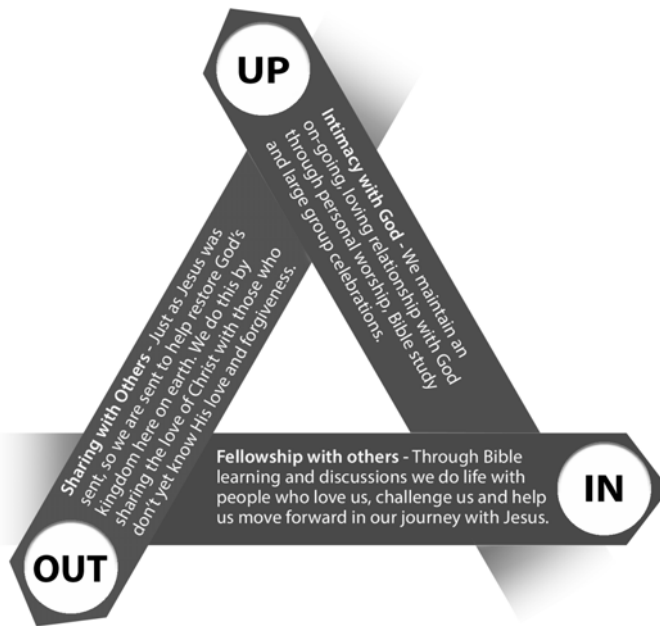 UP
Intimacy with God - We maintain an
on-going, loving relationship with God
through personal worship, Bible study
and large group celebrations.
Sharing with Others - Just as Jesus was
sent, so we are sent to help restore God's
kingdom here on earth. We do this by
sharing the love of Christ with those who
don't yet know His love and forgiveness.
OUT
Fellowship with others - Through Bible
learning and discussions we do life with
people who love us, challenge us and help
us move forward in our journey with Jesus.
IN